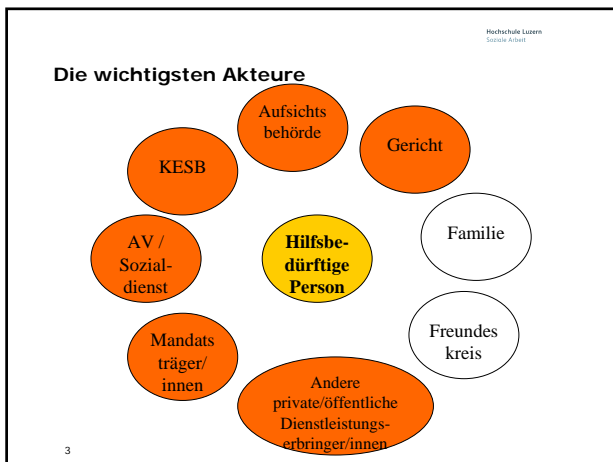 Hochschule Luzern
Soziale Arbeit
Die wichtigsten Akteure
Aufsichts
behörde
Gericht
KESB
Familie
AV /
Sozial-
dienst
Hilfsbe-
dürftige
Person
Freundes
kreis
Mandats
träger/
innen
Andere
private/öffentliche
Dienstleistungs-
erbringer/innen
3